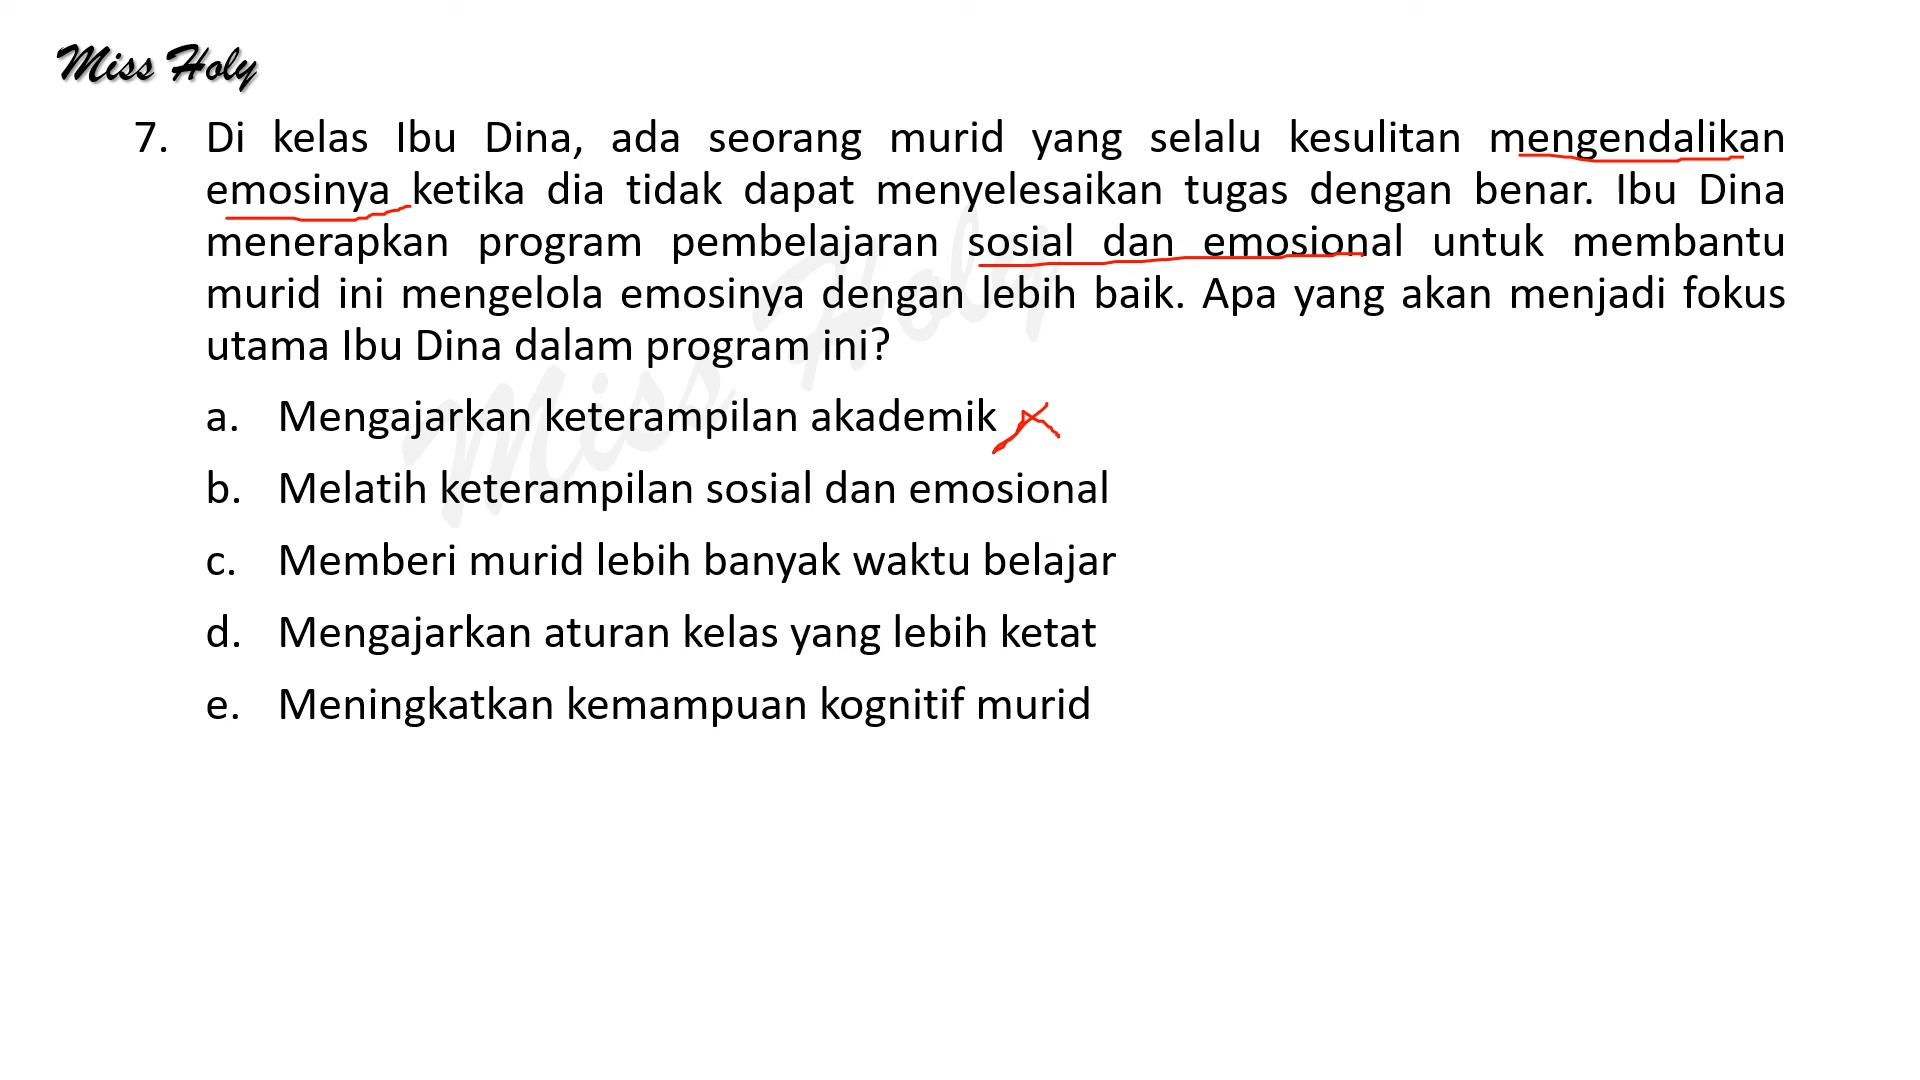 Miss Holy
7. Di kelas Ibu Dina, ada seorang murid yang selalu kesulitan mengendalikan
emosinya ketika dia tidak dapat menyelesaikan tugas dengan benar. Ibu Dina
menerapkan program pembelajaran sosial dan emosional untuk membantu
murid ini mengelola emosinya dengan lebih baik. Apa yang akan menjadi fokus
utama Ibu Dina dalam program ini?
a. Mengajarkan keterampilan akademik
b. Melatih keterampilan sosial dan emosional
c. Memberi murid lebih banyak waktu belajar
d. Mengajarkan aturan kelas yang lebih ketat
e. Meningkatkan kemampuan kognitif murid
Miss Holy